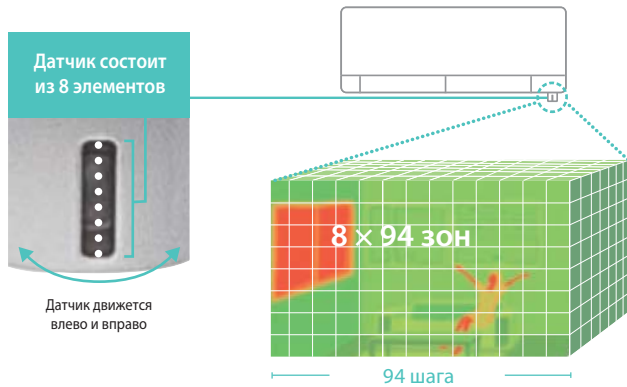 Датчик состоит
из 8 элементов
8 × 94 зон
Датчик движется
влево и вправо
94 шага